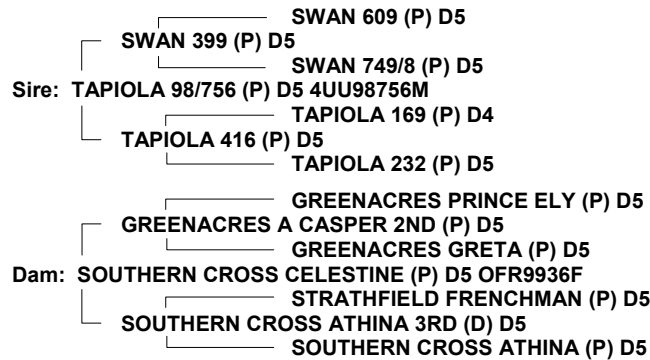 SWAN 609 (P) D5
SWAN 399 (P) D5
SWAN 749/8 (P) D5
Sire: TAPIOLA 98/756 (P) D5 4UU98756M
TAPIOLA 169 (P) D4
TAPIOLA 416 (P) D5
TAPIOLA 232 (P) D5
GREENACRES PRINCE ELY (P) D5
GREENACRES A CASPER 2ND (P) D5
GREENACRES GRETA (P) D5
Dam: SOUTHERN CROSS CELESTINE (P) D5 OFR9936F
STRATHFIELD FRENCHMAN (P) D5
SOUTHERN CROSS ATHINA 3RD (D) D5
SOUTHERN CROSS ATHINA (P) D5